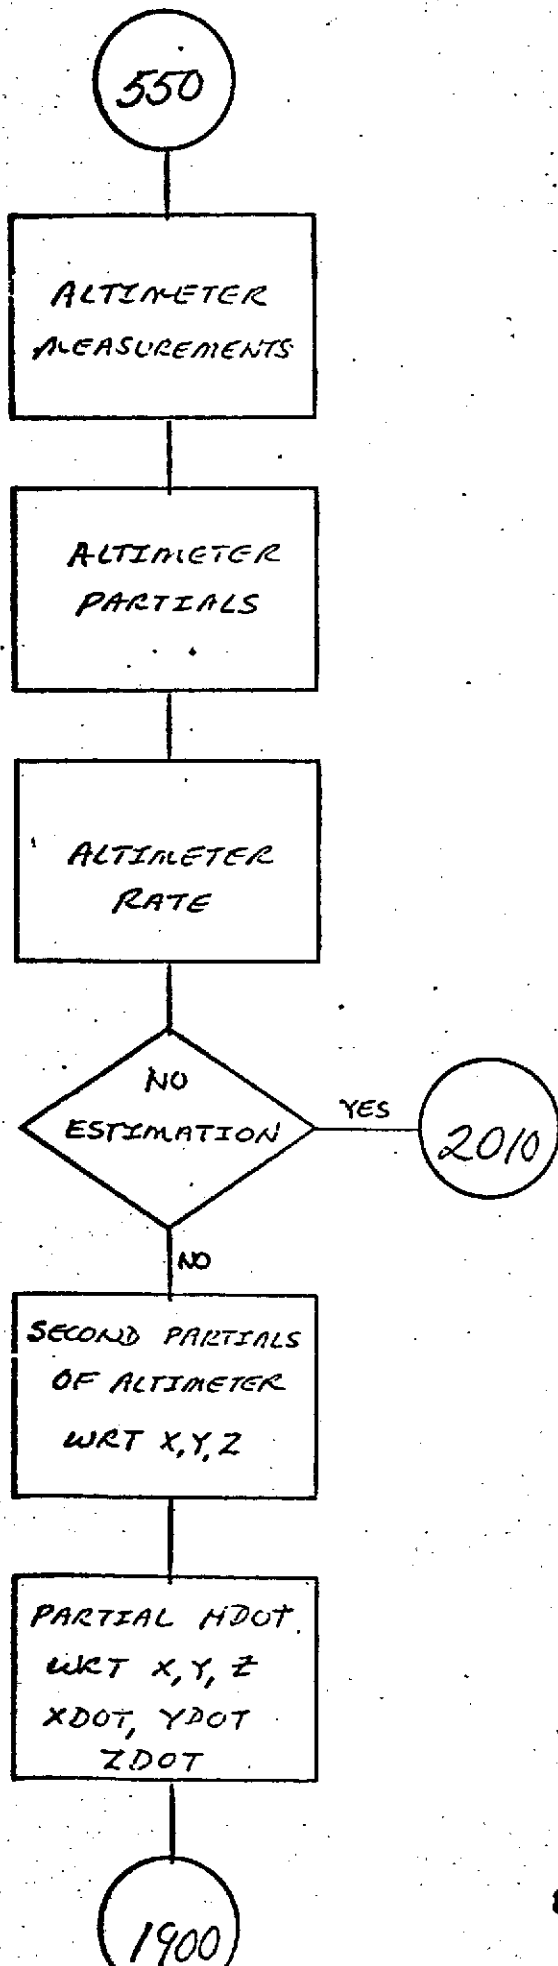 550
ALTIMETER
MEASUREMENTS
ALTIMETER
PARTIALS
ALTIMETER
RATE
NO
ESTIMATION
YES
2010
NO
SECOND PARTIALS
OF ALTIMETER
WRT X, Y, Z
PARTIAL HDOT.
WRT X, Y, Z
XDOT, YDOT
ZDOT
1900